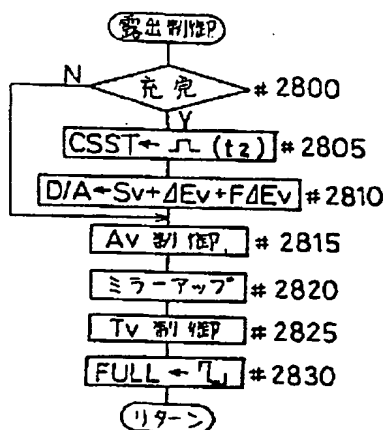 露出制御
N
充完 #2800
Y
CSST← (t2) #2805
D/A←Sv+ΔEv+FΔEv #2810
Av 制御 #2815
ミラーアップ #2820
Tv 制御 #2825
FULL← #2830
リターン